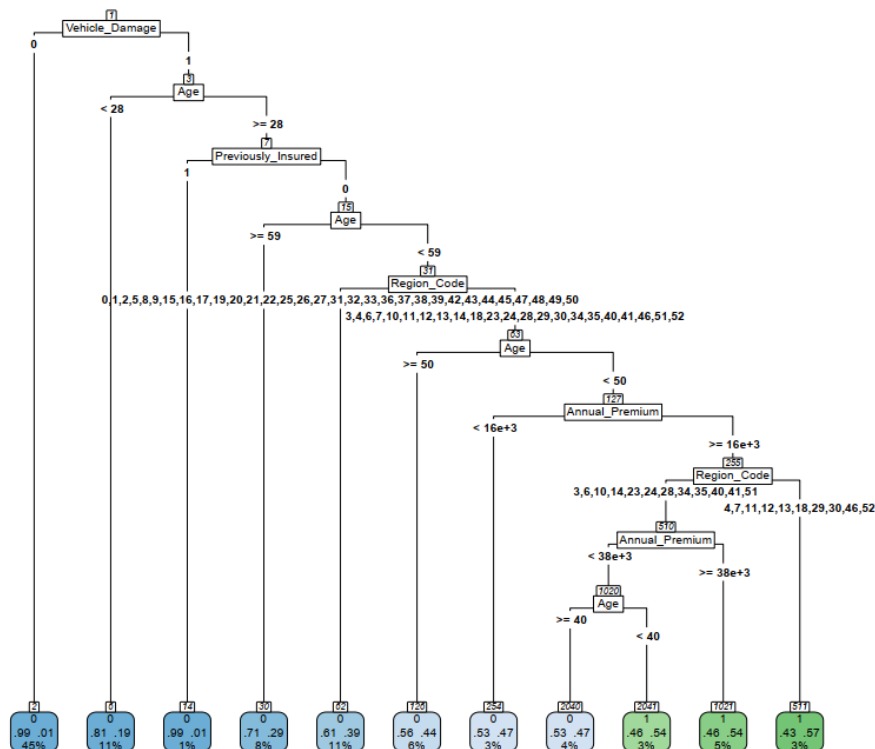 1
Vehicle_Damage
0
1
3
Age
< 28
>= 28
7
Previously_Insured
1
0
15
Age
>= 59
< 59
31
Region_Code
0,1,2,5,8,9,15,16,17,19,20,21,22,25,26,27,31,32,33,36,37,38,39,42,43,44,45,47,48,49,50
3,4,6,7,10,11,12,13,14,18,23,24,28,29,30,34,35,40,41,46,51,52
63
Age
>= 50
< 50
127
Annual_Premium
< 16e+3
>= 16e+3
255
Region_Code
3,6,10,14,23,24,28,34,35,40,41,51
4,7,11,12,13,18,29,30,46,52
510
Annual_Premium
< 38e+3
>= 38e+3
1020
Age
>= 40
< 40
2 6 14 30 62 126 254 2040 2041 1021 511
0 0 0 0 0 0 0 0 1 1 1
.99 .01 .81 .19 .99 .01 .71 .29 .61 .39 .56 .44 .53 .47 .53 .47 .46 .54 .46 .54 .43 .57
45% 11% 1% 8% 11% 6% 3% 4% 3% 5% 3%